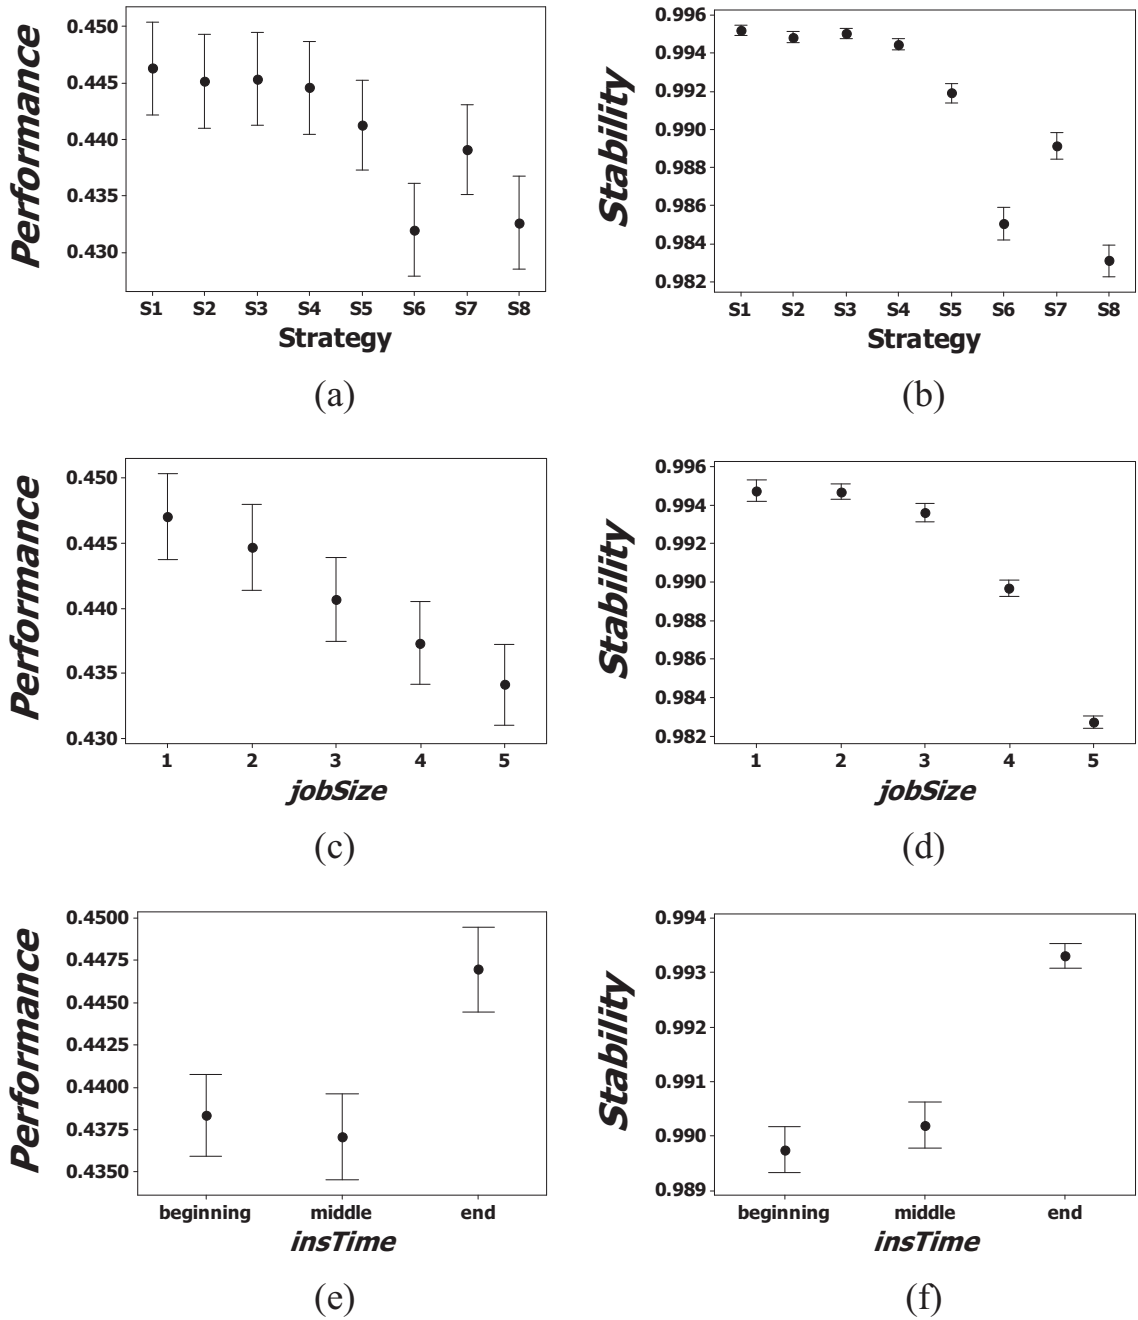 Performance
0.450
0.445
0.440
0.435
0.430
S1 S2 S3 S4 S5 S6 S7 S8
Strategy
(a)
Stability
0.996
0.994
0.992
0.990
0.988
0.986
0.984
0.982
S1 S2 S3 S4 S5 S6 S7 S8
Strategy
(b)
Performance
0.450
0.445
0.440
0.435
0.430
1 2 3 4 5
jobSize
(c)
Stability
0.996
0.994
0.992
0.990
0.988
0.986
0.984
0.982
1 2 3 4 5
jobSize
(d)
Performance
0.4500
0.4475
0.4450
0.4425
0.4400
0.4375
0.4350
beginning middle end
insTime
(e)
Stability
0.994
0.993
0.992
0.991
0.990
0.989
beginning middle end
insTime
(f)